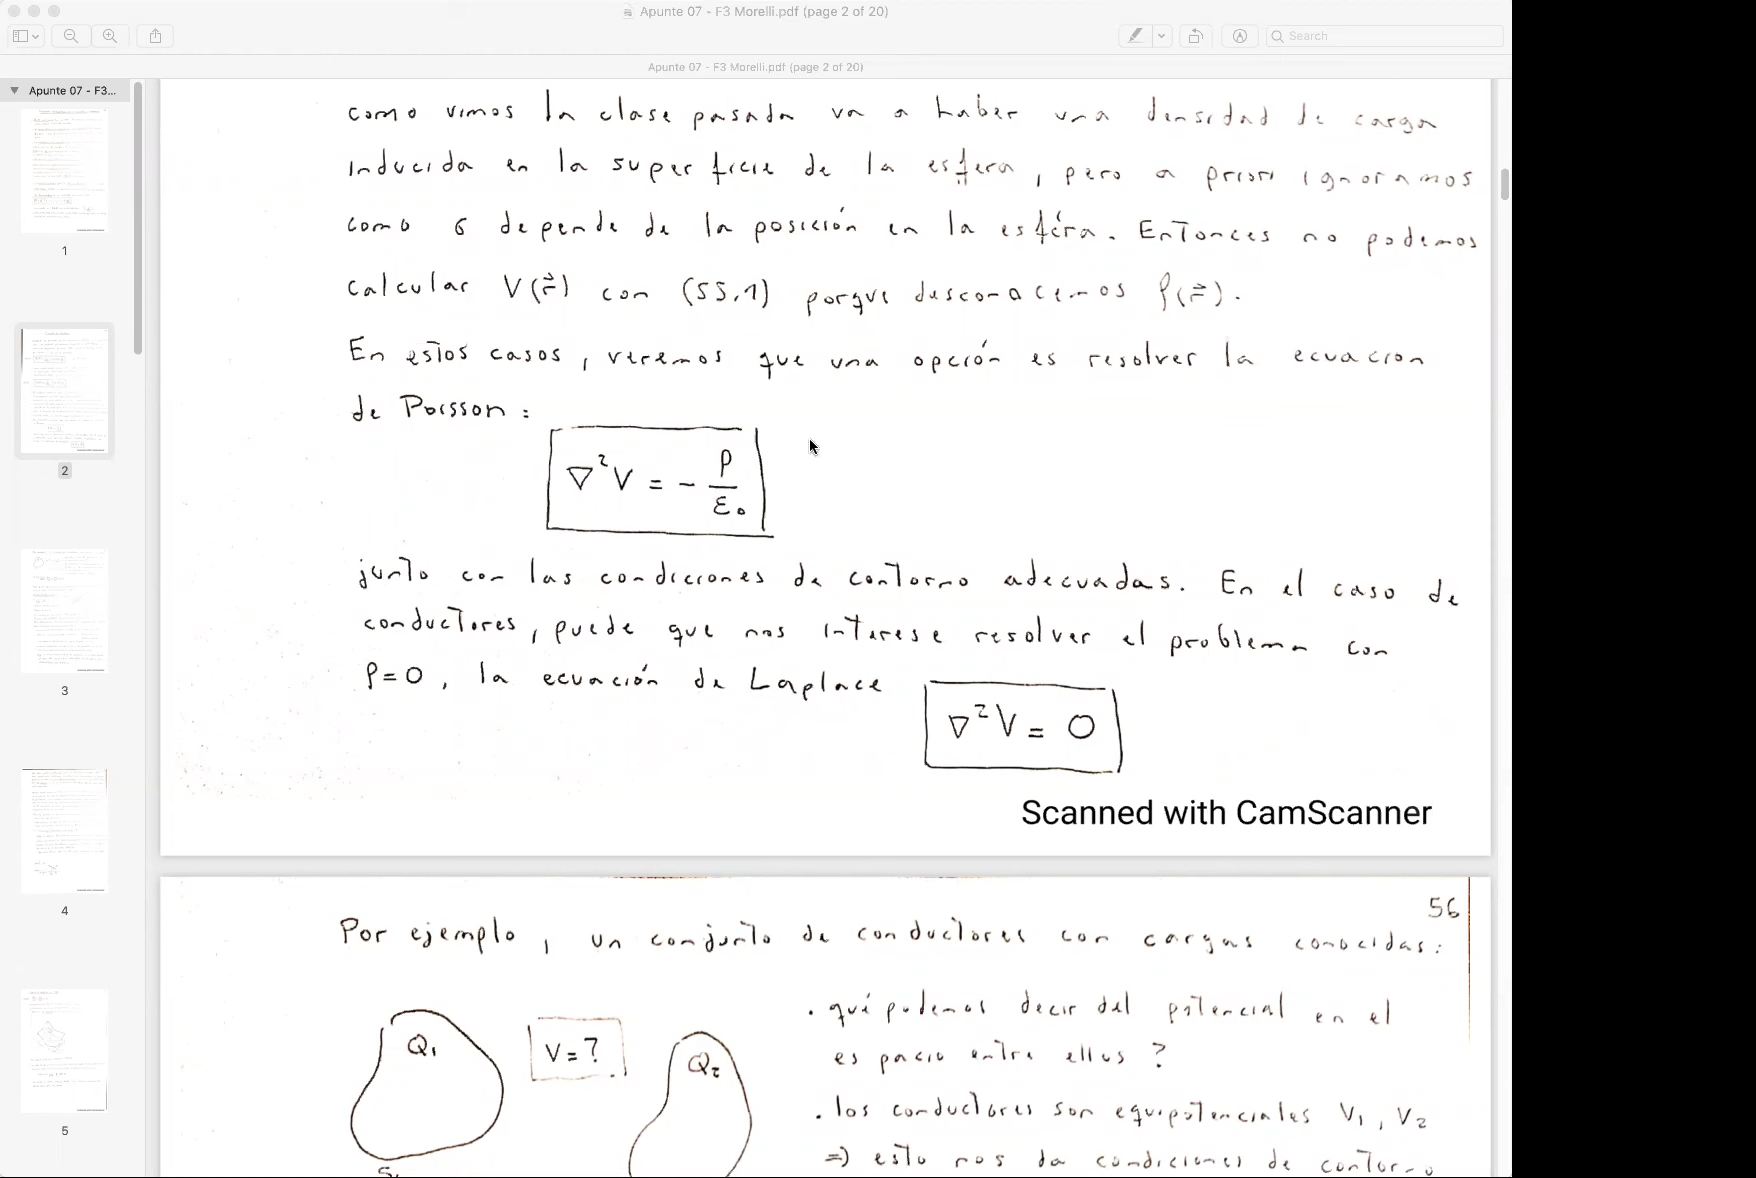 Apunte 07 - F3 Morelli.pdf (page 2 of 20)
Search
Apunte 07 - F3 Morelli.pdf (page 2 of 20)
Apunte 07 - F3...
1
2
3
4
5
como vimos la clase pasada va a haber una densidad de carga
inducida en la superficie de la esfera, pero a priori ignoramos
como σ depende de la posición en la esféra. Entonces no podemos
calcular V(r⃗) con (55,1) porque desconocemos ρ(r⃗).
En estos casos, veremos que una opción es resolver la ecuacion
de Poisson:
∇²V = - ρ/ε₀
junto con las condiciones de contorno adecuadas. En el caso de
conductores, puede que nos interese resolver el problema con
ρ=0, la ecuación de Laplace
∇²V = 0
Scanned with CamScanner
56
Por ejemplo, un conjunto de conductores con cargas conocidas:
Q₁
V=?
Q₂
S₁
. qué podemos decir del potencial en el
espacio entre ellos?
. los conductores son equipotenciales V₁, V₂
=) esto nos da condiciones de contorno